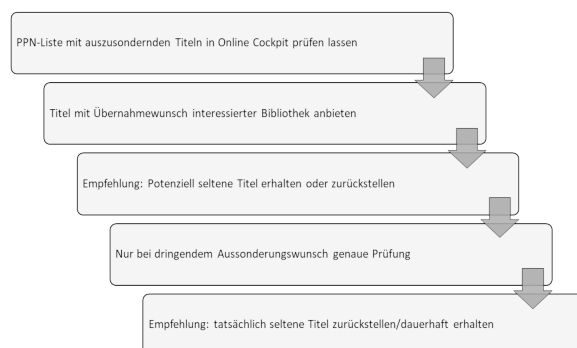 PPN-Liste mit auszusondernden Titeln in Online Cockpit prüfen lassen
Titel mit Übernahmewunsch interessierter Bibliothek anbieten
Empfehlung: Potenziell seltene Titel erhalten oder zurückstellen
Nur bei dringendem Aussonderungswunsch genaue Prüfung
Empfehlung: tatsächlich seltene Titel zurückstellen/dauerhaft erhalten